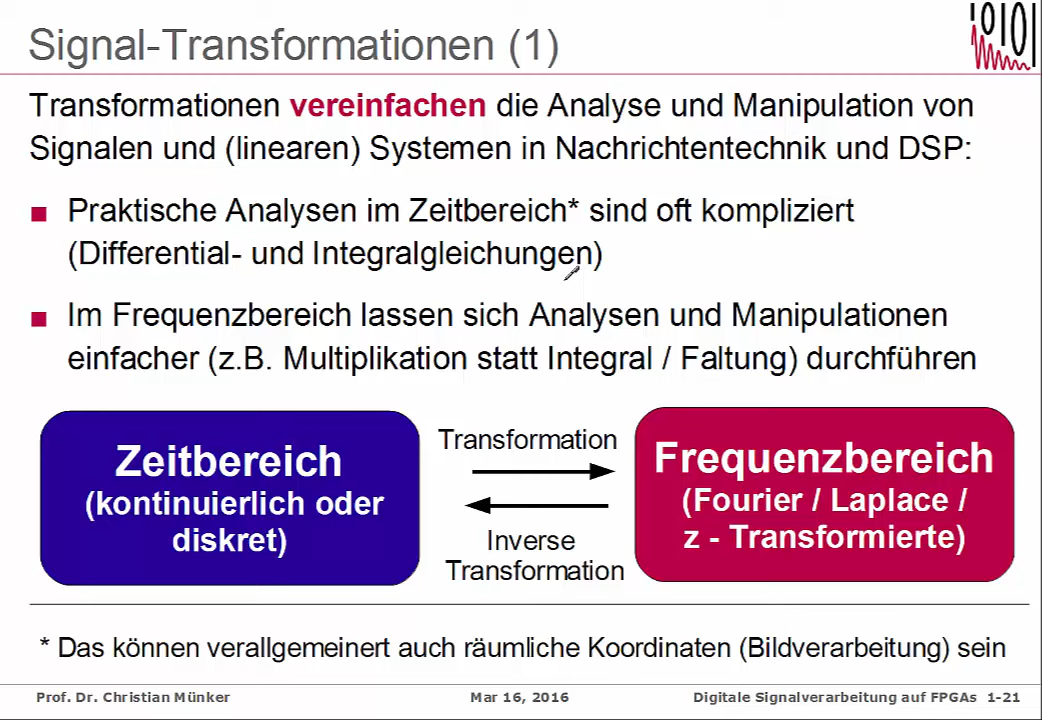 Signal-Transformationen (1)
Transformationen vereinfachen die Analyse und Manipulation von
Signalen und (linearen) Systemen in Nachrichtentechnik und DSP:
Praktische Analysen im Zeitbereich* sind oft kompliziert
(Differential- und Integralgleichungen)
Im Frequenzbereich lassen sich Analysen und Manipulationen
einfacher (z.B. Multiplikation statt Integral / Faltung) durchführen
Zeitbereich
(kontinuierlich oder
diskret)
Transformation
Inverse
Transformation
Frequenzbereich
(Fourier / Laplace /
z - Transformierte)
* Das können verallgemeinert auch räumliche Koordinaten (Bildverarbeitung) sein
Prof. Dr. Christian Münker Mar 16, 2016 Digitale Signalverarbeitung auf FPGAs 1-21